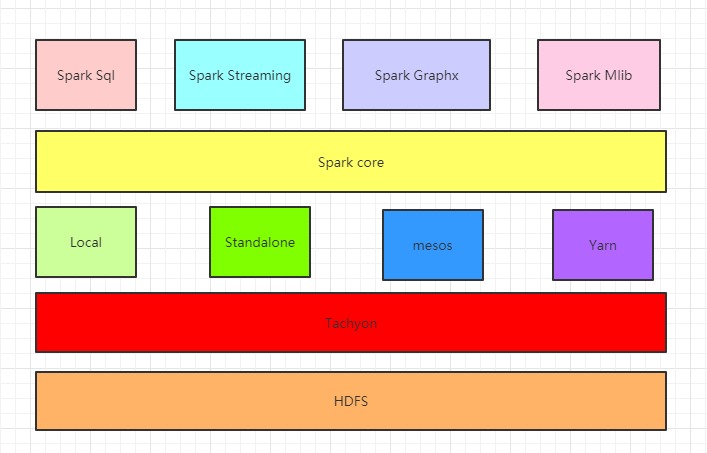 Spark Sql
Spark Streaming
Spark Graphx
Spark Mlib
Spark core
Local
Standalone
mesos
Yarn
Tachyon
HDFS